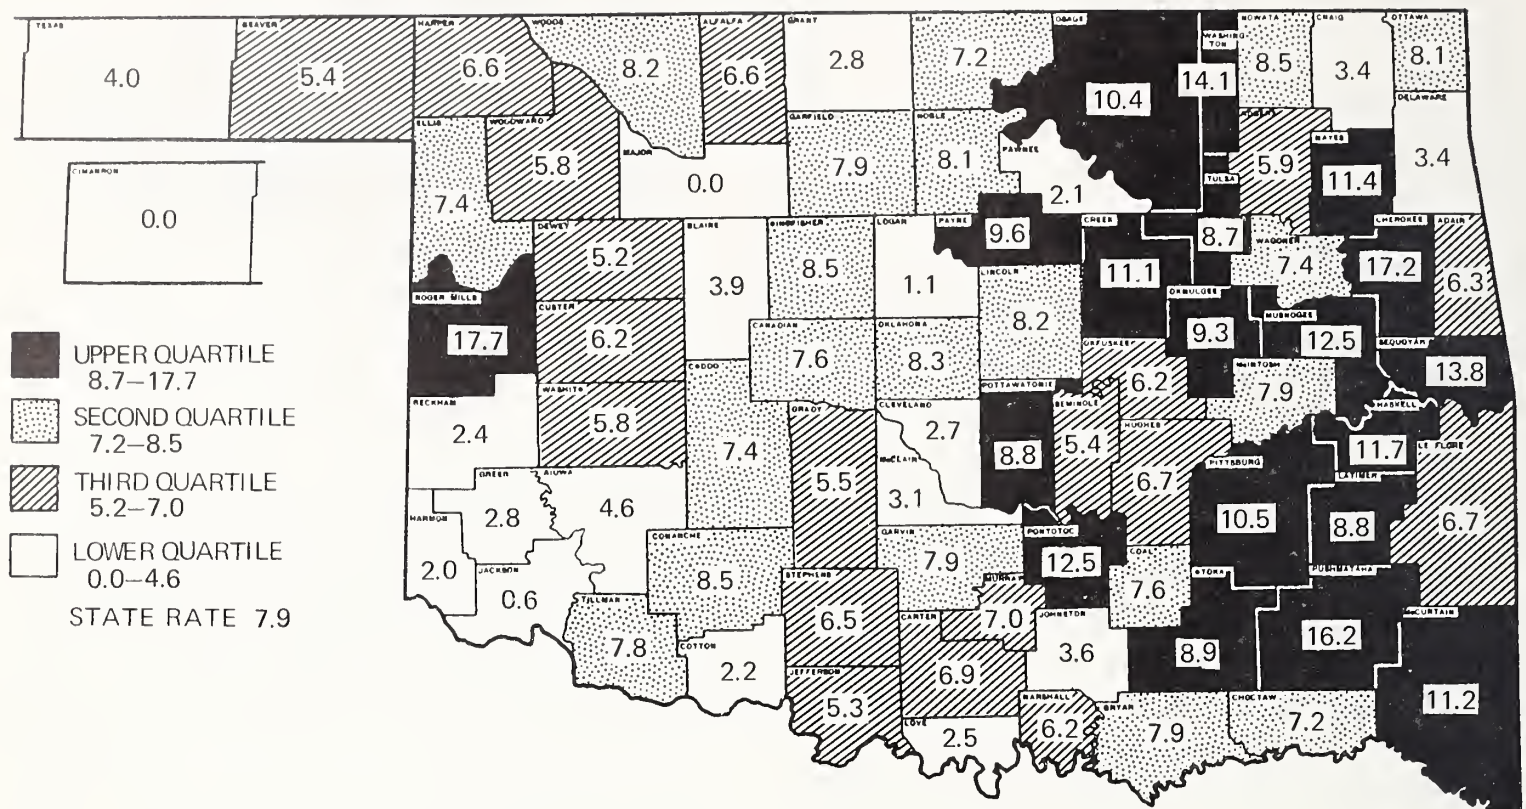 TEXAS BEAVER HARPER WOODS ALFALFA GRANT KAY OSAGE WASHING TON NOWATA CRAIG OTTAWA
4.0 5.4 6.6 8.2 6.6 2.8 7.2 10.4 14.1 8.5 3.4 8.1
ELLIS WOODWARD MAJOR GARFIELD NOBLE PAWNEE TULSA ROGERS MAYES DELAWARE
7.4 5.8 0.0 7.9 8.1 2.1 8.7 5.9 11.4 3.4
CIMARRON
0.0
DEWEY BLAINE KINGFISHER LOGAN PAYNE CREEK WAGONER CHEROKEE ADAIR
5.2 3.9 8.5 1.1 9.6 11.1 7.4 17.2 6.3
ROGER MILLS CUSTER CANADIAN OKLAHOMA LINCOLN OKMULGEE MUSKOGEE SEQUOYAH
17.7 6.2 7.6 8.3 8.2 9.3 12.5 13.8
UPPER QUARTILE
8.7–17.7
SECOND QUARTILE
7.2–8.5
THIRD QUARTILE
5.2–7.0
LOWER QUARTILE
0.0–4.6
STATE RATE 7.9
BECKHAM WASHITA CADDO GRADY CLEVELAND POTTAWATOMIE SEMINOLE OKFUSKEE McINTOSH HASKELL
2.4 5.8 7.4 5.5 2.7 8.8 5.4 6.2 7.9 11.7
GREER KIOWA McCLAIN HUGHES PITTSBURG LATIMER LE FLORE
2.8 4.6 3.1 6.7 10.5 8.8 6.7
HARMON JACKSON COMANCHE STEPHENS GARVIN PONTOTOC COAL ATOKA PUSHMATAHA
2.0 0.6 8.5 6.5 7.9 12.5 7.6 8.9 16.2
TILLMAN COTTON JEFFERSON CARTER MURRAY JOHNSTON McCURTAIN
7.8 2.2 5.3 6.9 7.0 3.6 11.2
LOVE MARSHALL BRYAN CHOCTAW
2.5 6.2 7.9 7.2